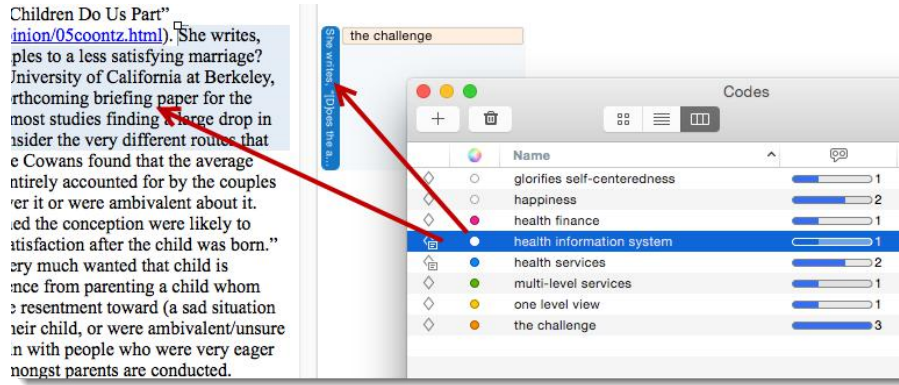 Children Do Us Part”
inion/05coontz.html). She writes,
ples to a less satisfying marriage?
University of California at Berkeley,
orthcoming briefing paper for the
most studies finding a large drop in
nsider the very different routes that
e Cowans found that the average
ntirely accounted for by the couples
ver it or were ambivalent about it.
ned the conception were likely to
atisfaction after the child was born.”
ery much wanted that child is
ence from parenting a child whom
e resentment toward (a sad situation
heir child, or were ambivalent/unsure
n with people who were very eager
mongst parents are conducted.
She writes, “[D]oes the a...
the challenge
Codes
Name
glorifies self-centeredness 1
happiness 2
health finance 1
health information system 1
health services 2
multi-level services 1
one level view 1
the challenge 3